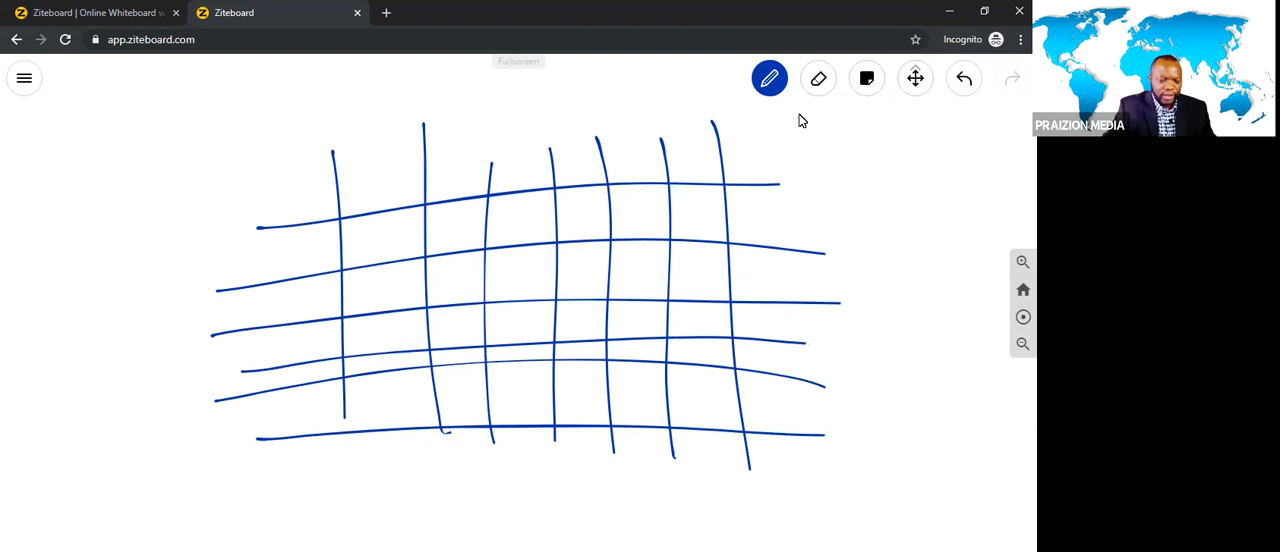 Ziteboard | Online Whiteboard w
Ziteboard
app.ziteboard.com
Incognito
Fullscreen
PRAIZION MEDIA